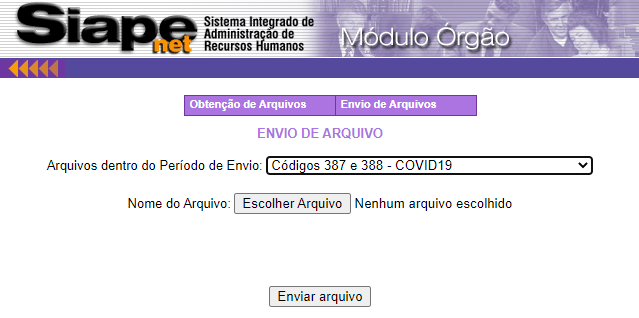 Siape
net
Sistema Integrado de
Administração de
Recursos Humanos
Módulo Órgão
Obtenção de Arquivos Envio de Arquivos
ENVIO DE ARQUIVO
Arquivos dentro do Período de Envio: Códigos 387 e 388 - COVID19
Nome do Arquivo: Escolher Arquivo Nenhum arquivo escolhido
Enviar arquivo